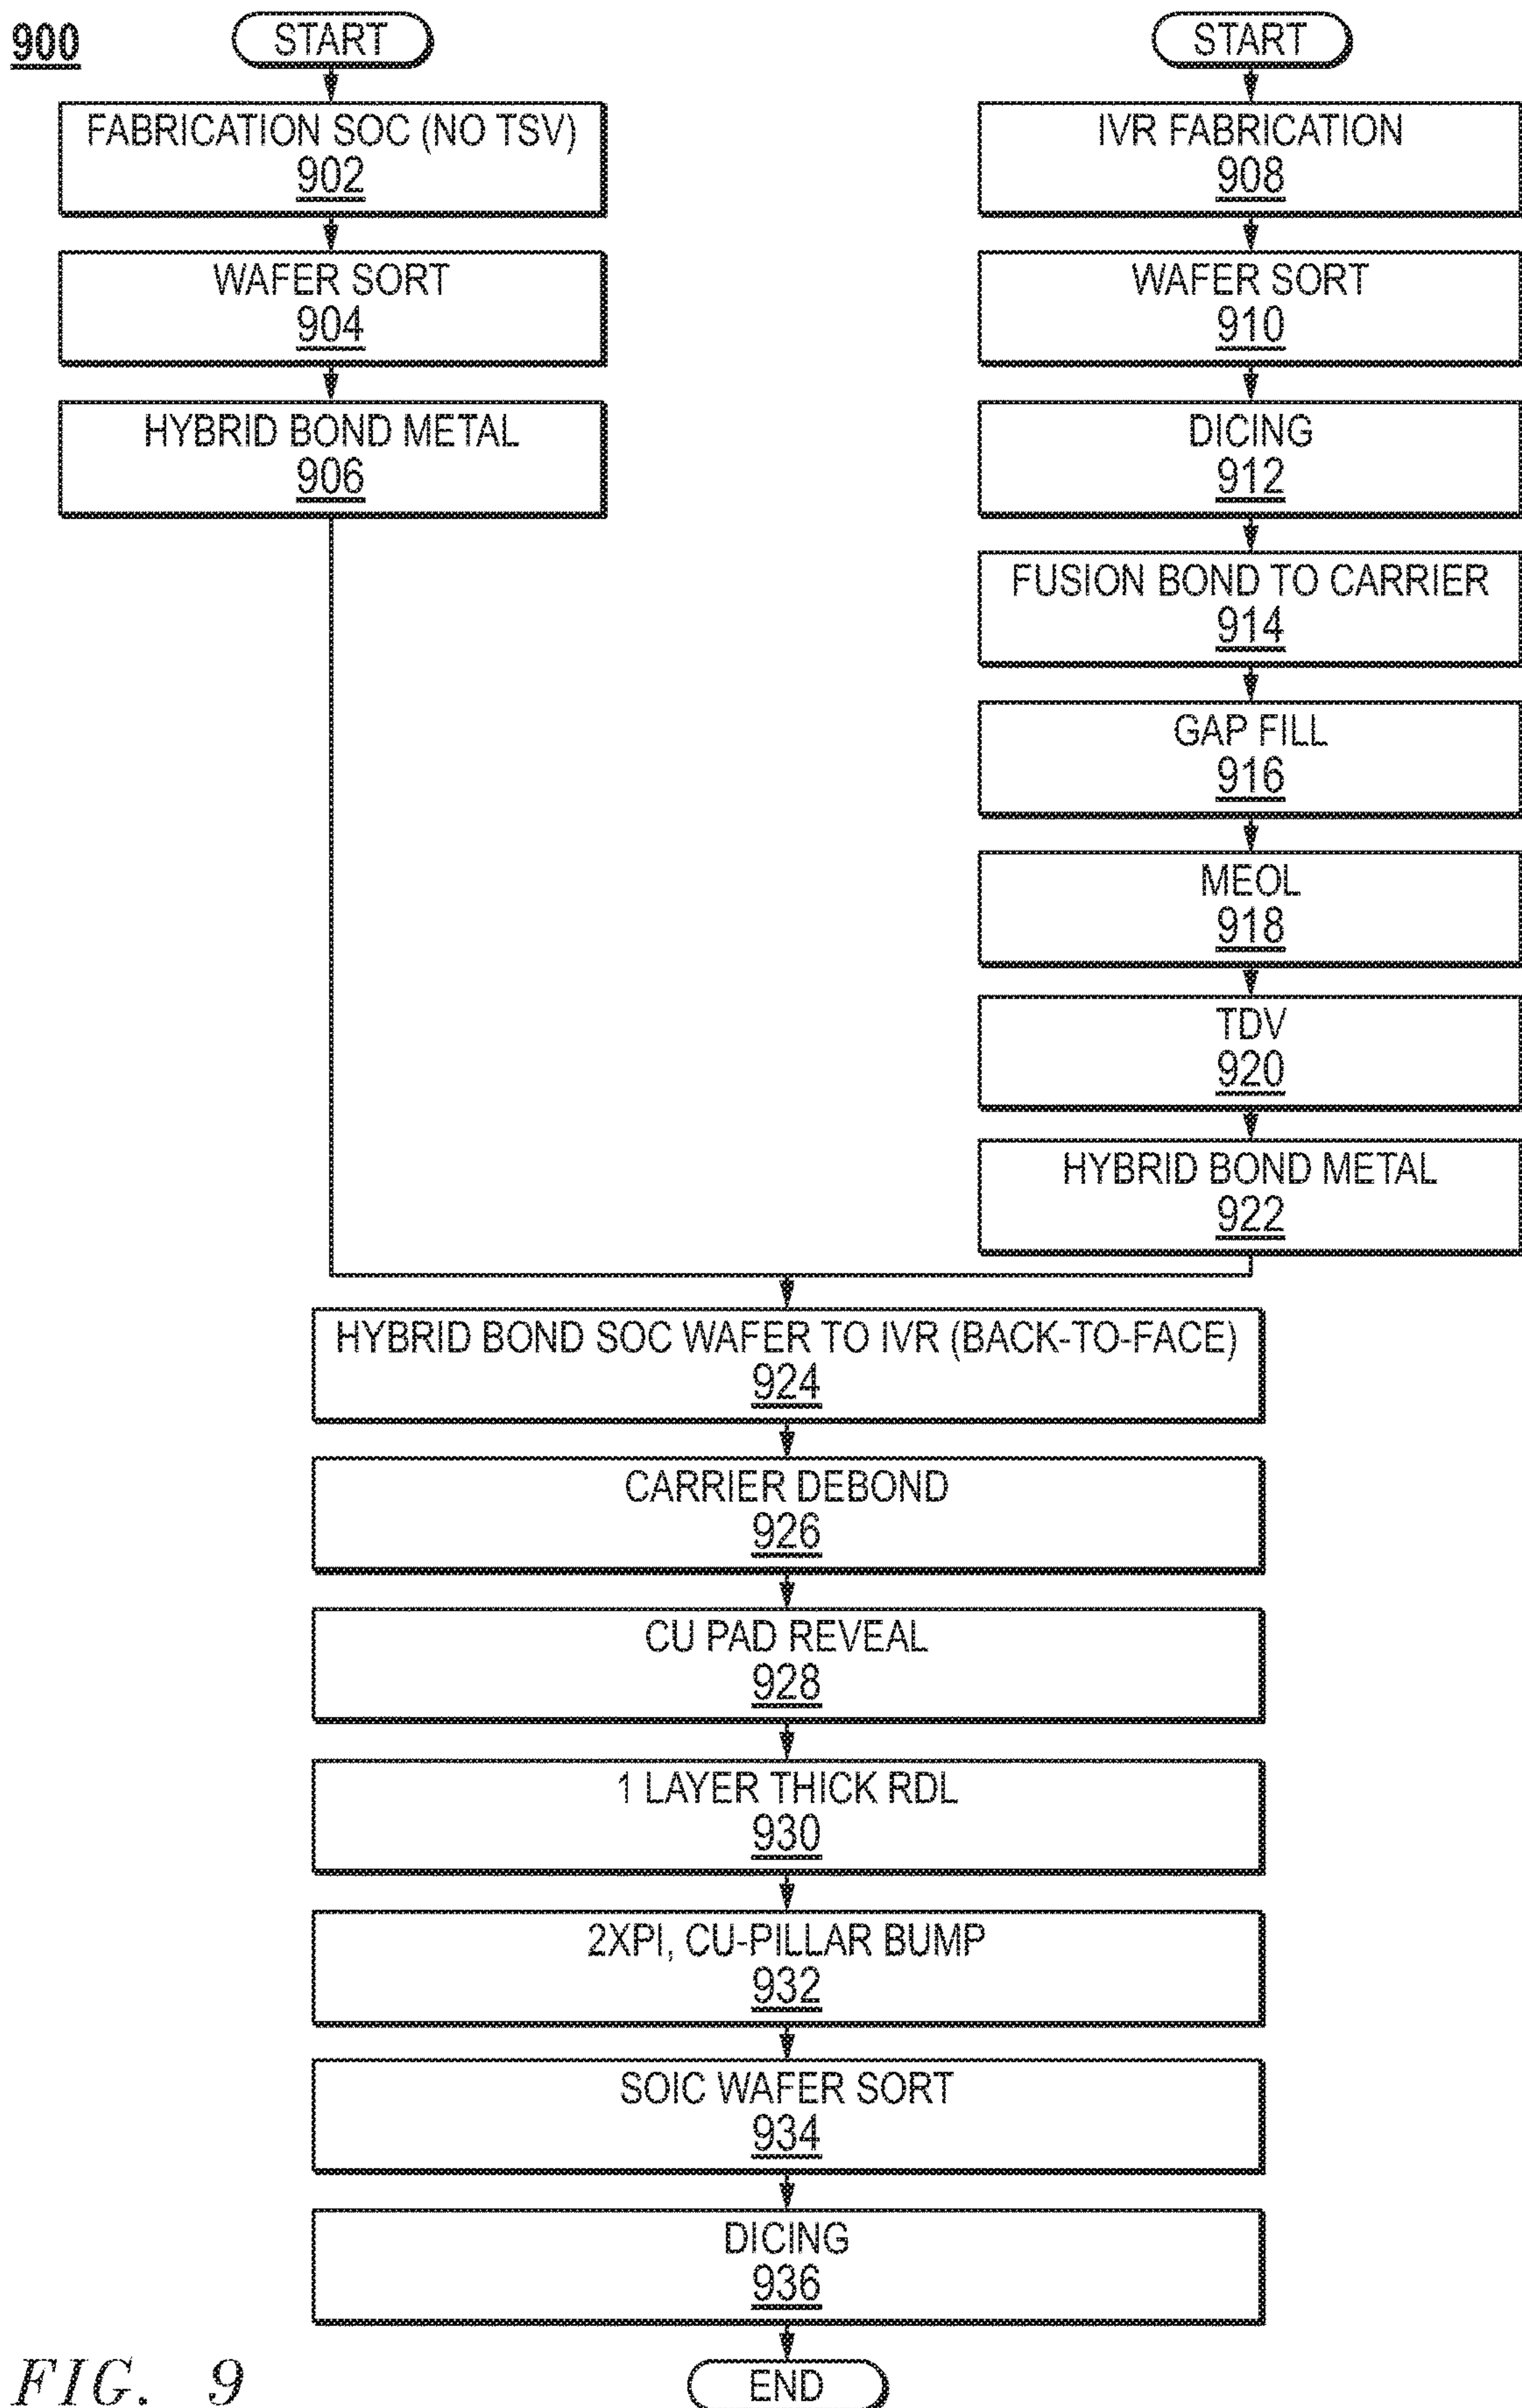 900
START
FABRICATION SOC (NO TSV)
902
WAFER SORT
904
HYBRID BOND METAL
906
START
IVR FABRICATION
908
WAFER SORT
910
DICING
912
FUSION BOND TO CARRIER
914
GAP FILL
916
MEOL
918
TDV
920
HYBRID BOND METAL
922
HYBRID BOND SOC WAFER TO IVR (BACK-TO-FACE)
924
CARRIER DEBOND
926
CU PAD REVEAL
928
1 LAYER THICK RDL
930
2XPI, CU-PILLAR BUMP
932
SOIC WAFER SORT
934
DICING
936
END
FIG. 9